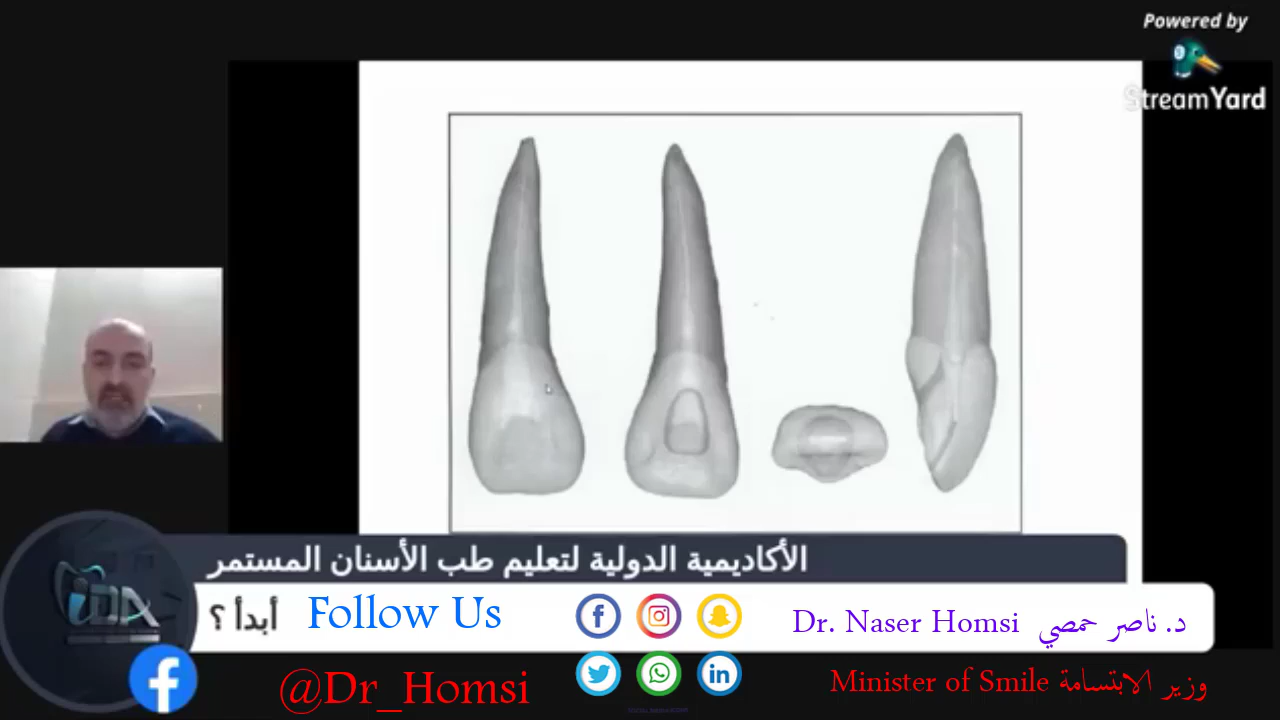 Powered by
StreamYard
الأكاديمية الدولية لتعليم طب الأسنان المستمر
أبدأ ؟
Follow Us
Dr. Naser Homsi د. ناصر حمصي
iDA
@Dr_Homsi
Minister of Smile وزير الابتسامة